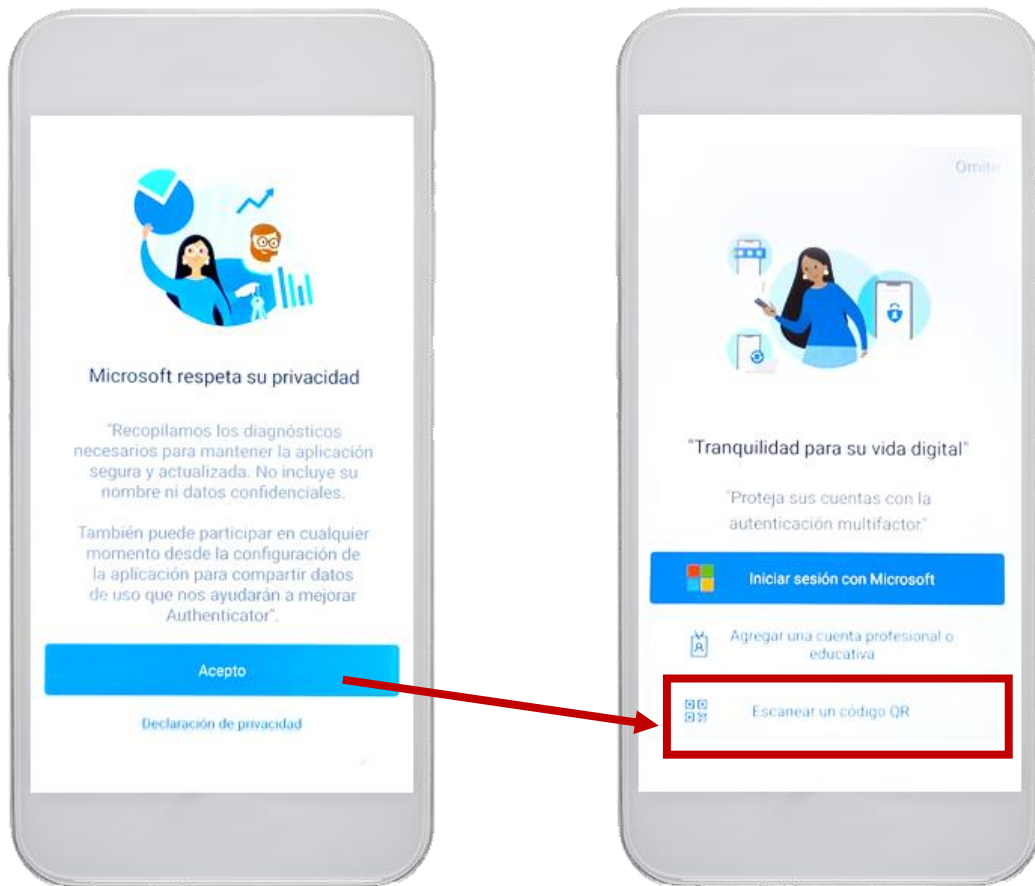 Microsoft respeta su privacidad
"Recopilamos los diagnósticos
necesarios para mantener la aplicación
segura y actualizada. No incluye su
nombre ni datos confidenciales.
También puede participar en cualquier
momento desde la configuración de
la aplicación para compartir datos
de uso que nos ayudarán a mejorar
Authenticator".
Acepto
Declaración de privacidad
Omitir
"Tranquilidad para su vida digital"
"Proteja sus cuentas con la
autenticación multifactor."
Iniciar sesión con Microsoft
Agregar una cuenta profesional o
educativa
Escanear un código QR